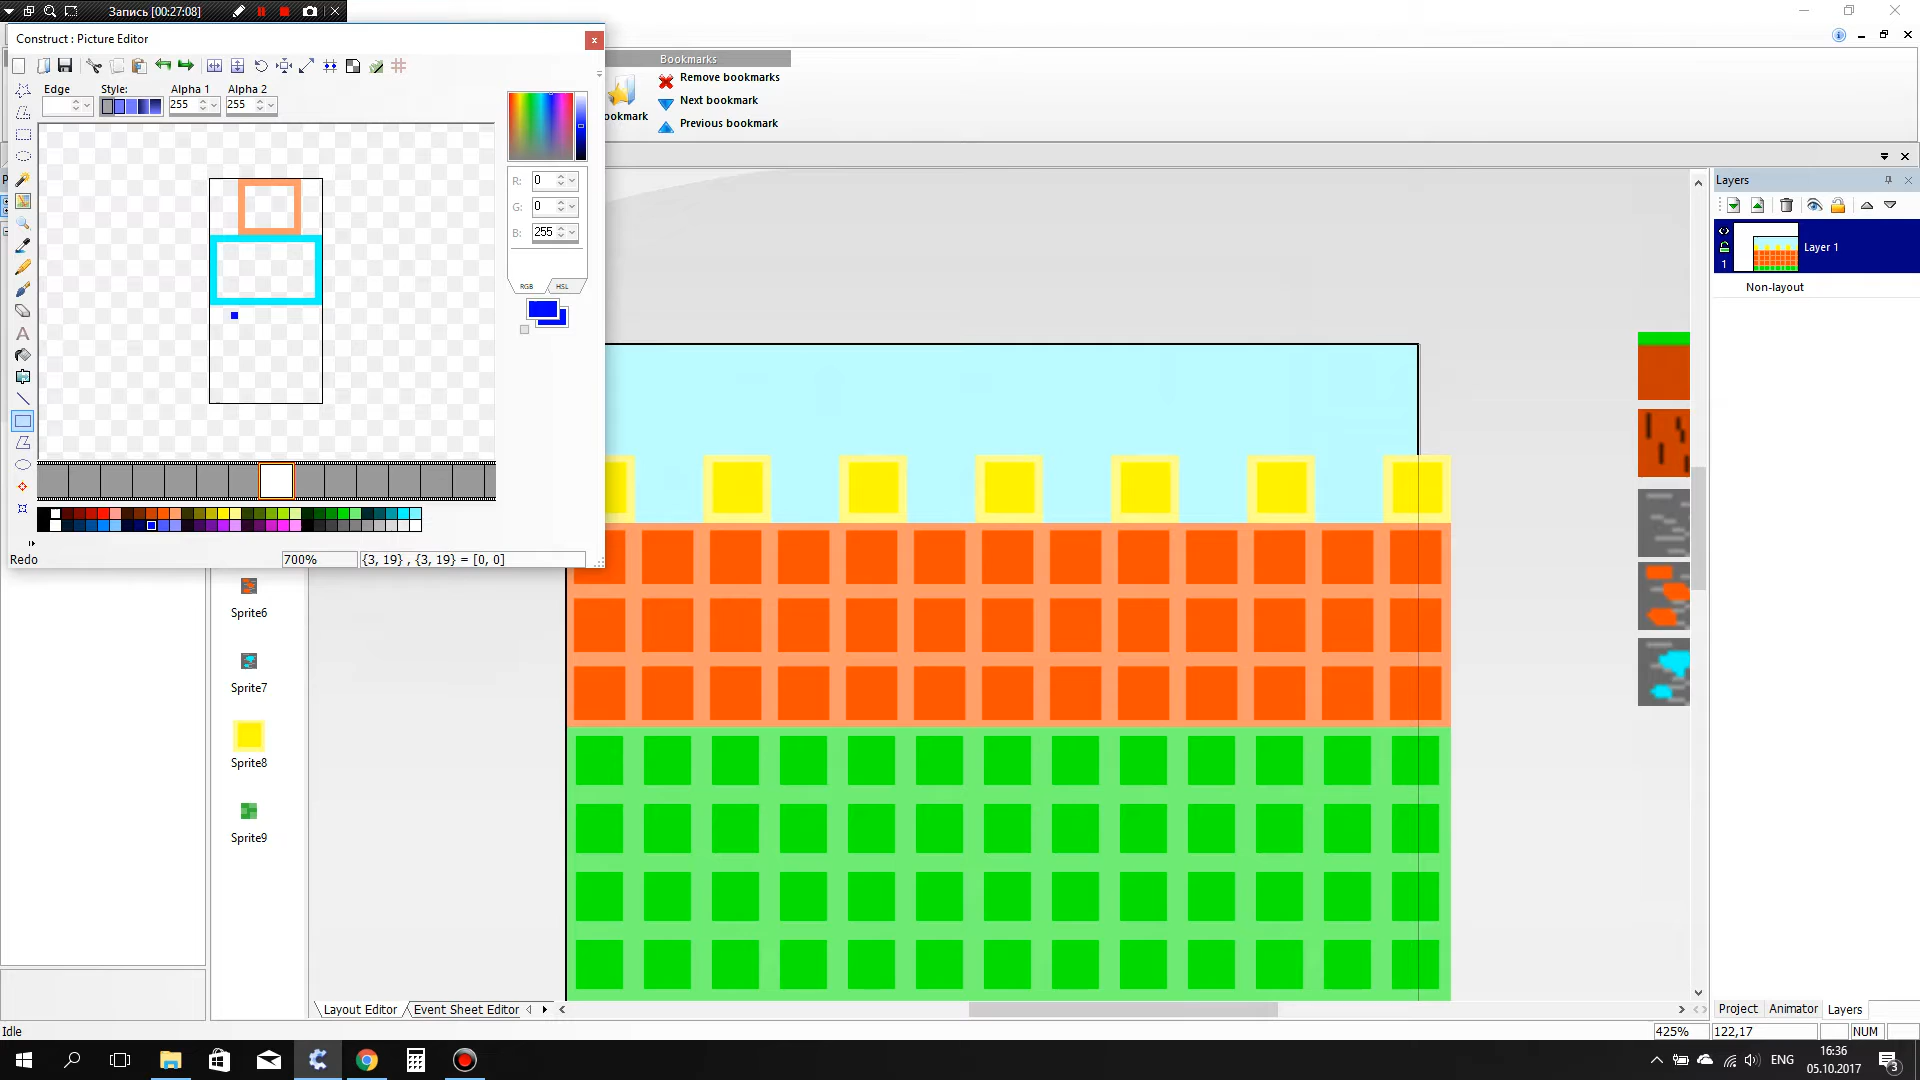 Запись [00:27:08]
Construct : Picture Editor
Edge
Style:
Alpha 1
Alpha 2
255
255
R:
0
G:
0
B:
255
RGB
HSL
Redo
700%
{3, 19} , {3, 19} = [0, 0]
Bookmarks
Remove bookmarks
Next bookmark
Previous bookmark
ookmark
Layers
Layer 1
1
Non-layout
Sprite6
Sprite7
Sprite8
Sprite9
Layout Editor
Event Sheet Editor
Project
Animator
Layers
Idle
425%
122,17
NUM
ENG
16:36
05.10.2017
3